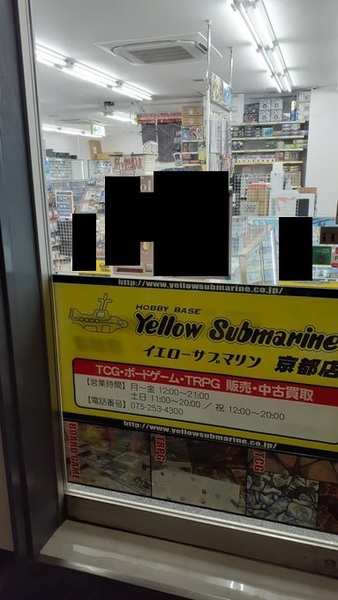 http://www.yellowsubmarine.co.jp/
HOBBY BASE
Yellow Submarine
イエローサブマリン 京都店
TCG・ボードゲーム・TRPG 販売・中古買取
【営業時間】月～金 12:00～21:00
土日 11:00～20:00 / 祝 12:00～20:00
【電話番号】075-253-4300
http://www.yellowsubmarine.co.jp/
BOARD GAME
TRPG
TCG